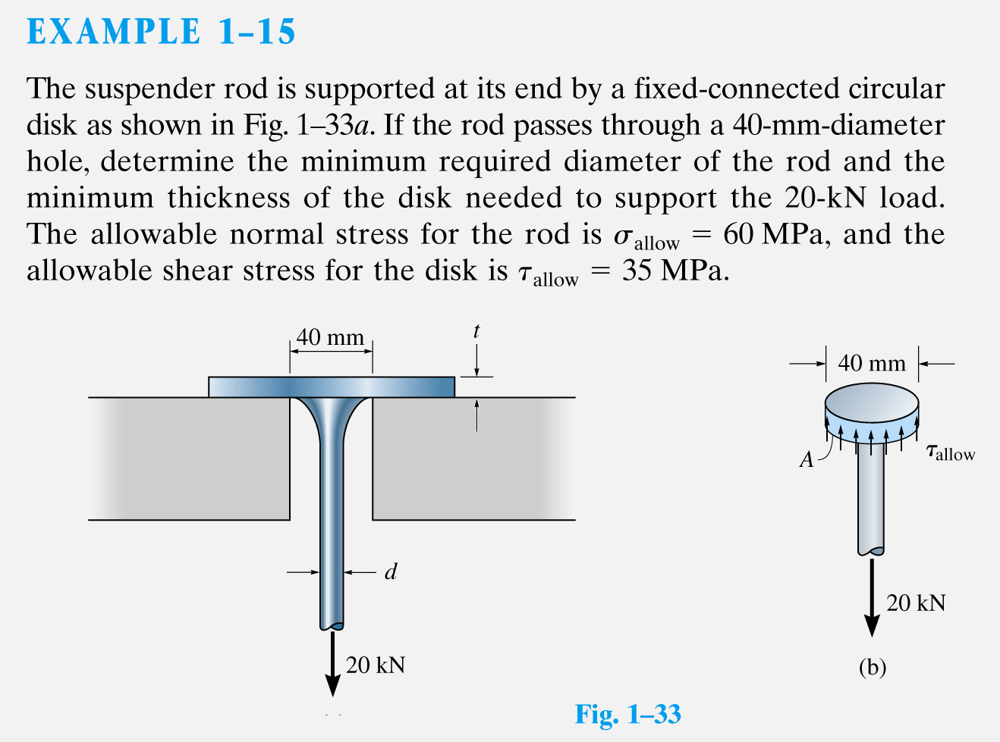 EXAMPLE 1–15
The suspender rod is supported at its end by a fixed-connected circular
disk as shown in Fig. 1–33a. If the rod passes through a 40-mm-diameter
hole, determine the minimum required diameter of the rod and the
minimum thickness of the disk needed to support the 20-kN load.
The allowable normal stress for the rod is σallow = 60 MPa, and the
allowable shear stress for the disk is τallow = 35 MPa.
40 mm
t
d
20 kN
40 mm
A
τallow
20 kN
(b)
Fig. 1–33